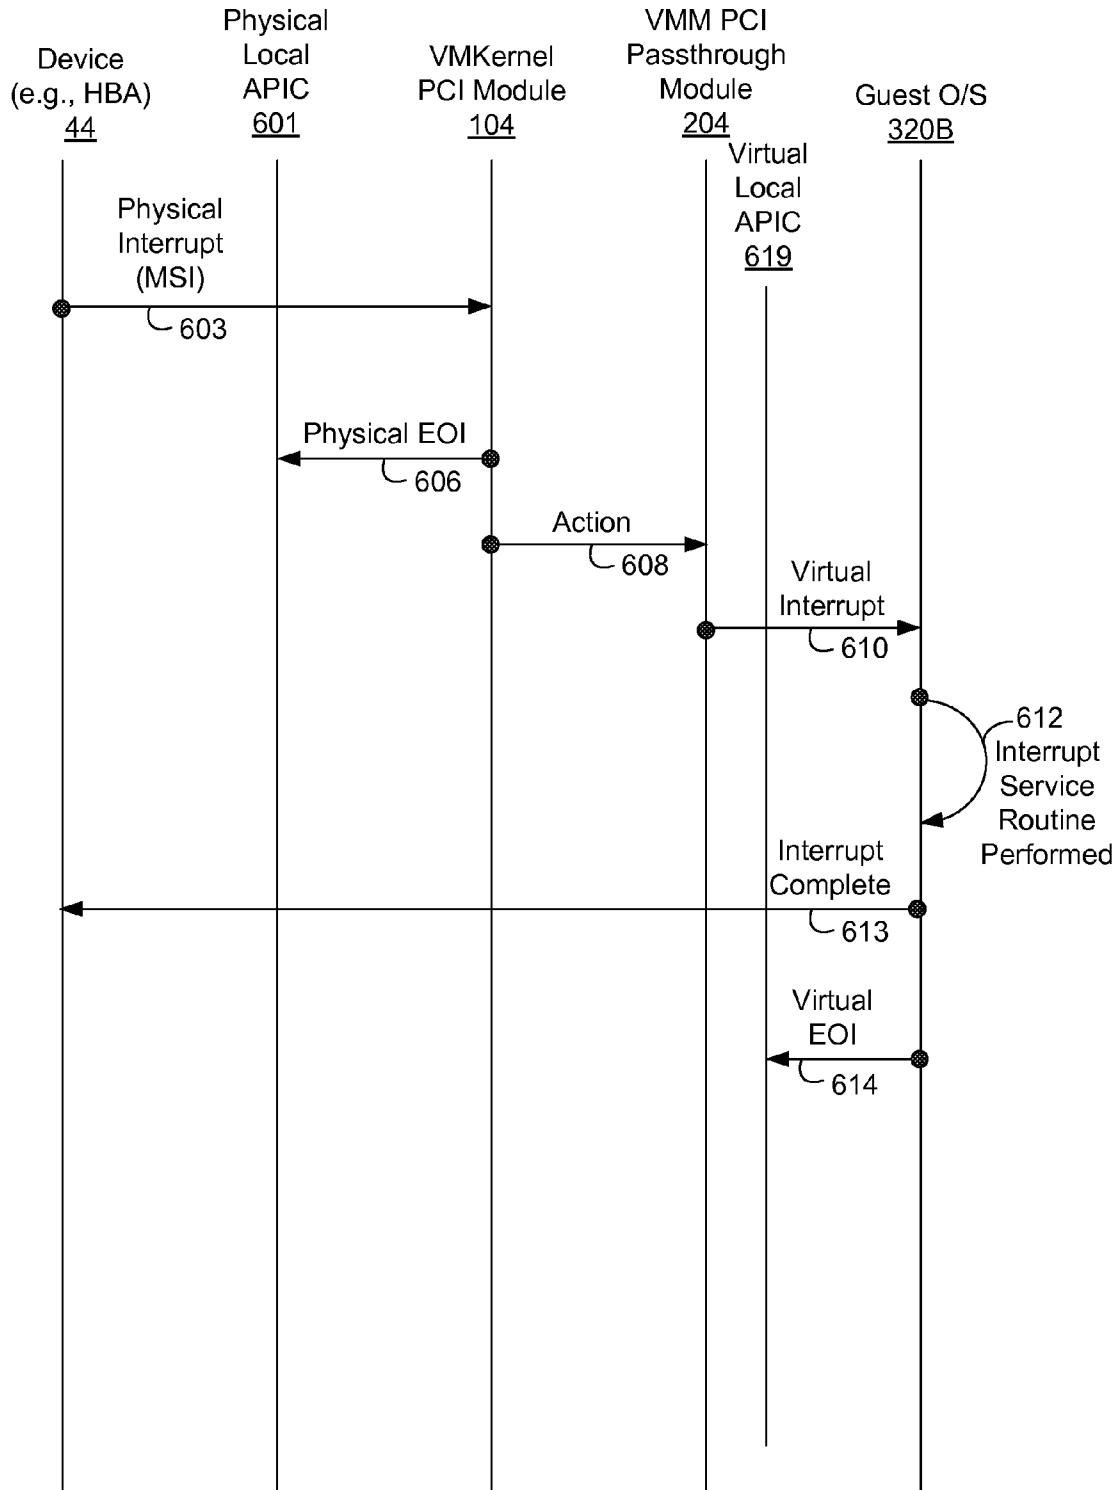 Device
(e.g., HBA)
44
Physical
Local
APIC
601
VMKernel
PCI Module
104
VMM PCI
Passthrough
Module
204
Guest O/S
320B
Virtual
Local
APIC
619
Physical
Interrupt
(MSI)
603
Physical EOI
606
Action
608
Virtual
Interrupt
610
612
Interrupt
Service
Routine
Performed
Interrupt
Complete
613
Virtual
EOI
614